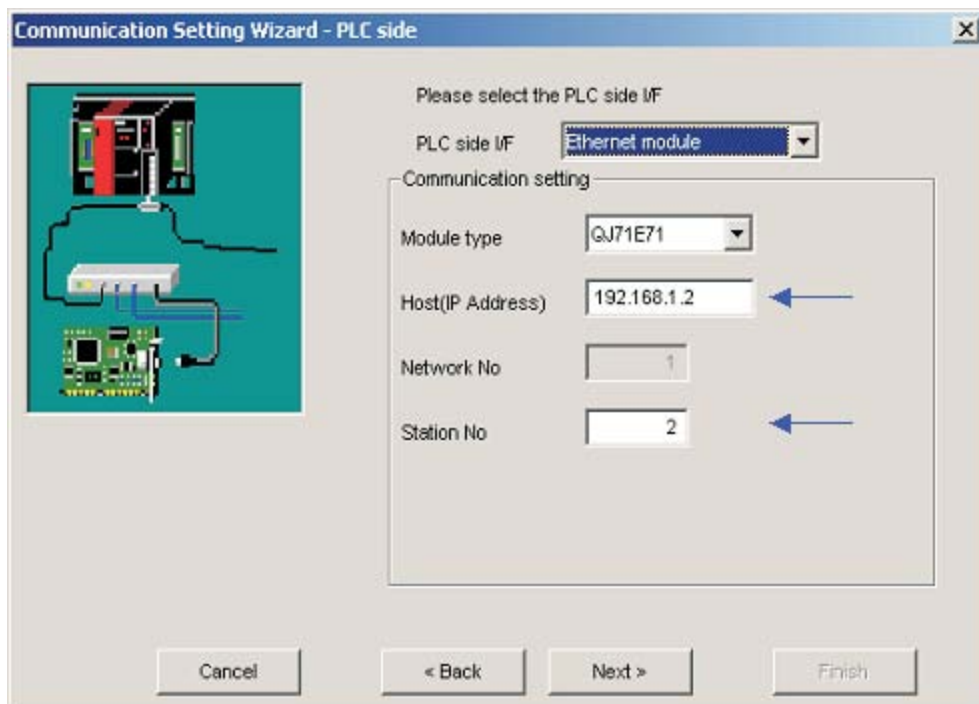 Communication Setting Wizard - PLC side
Please select the PLC side I/F
PLC side I/F Ethernet module
Communication setting
Module type QJ71E71
Host(IP Address) 192.168.1.2
Network No 1
Station No 2
Cancel < Back Next > Finish